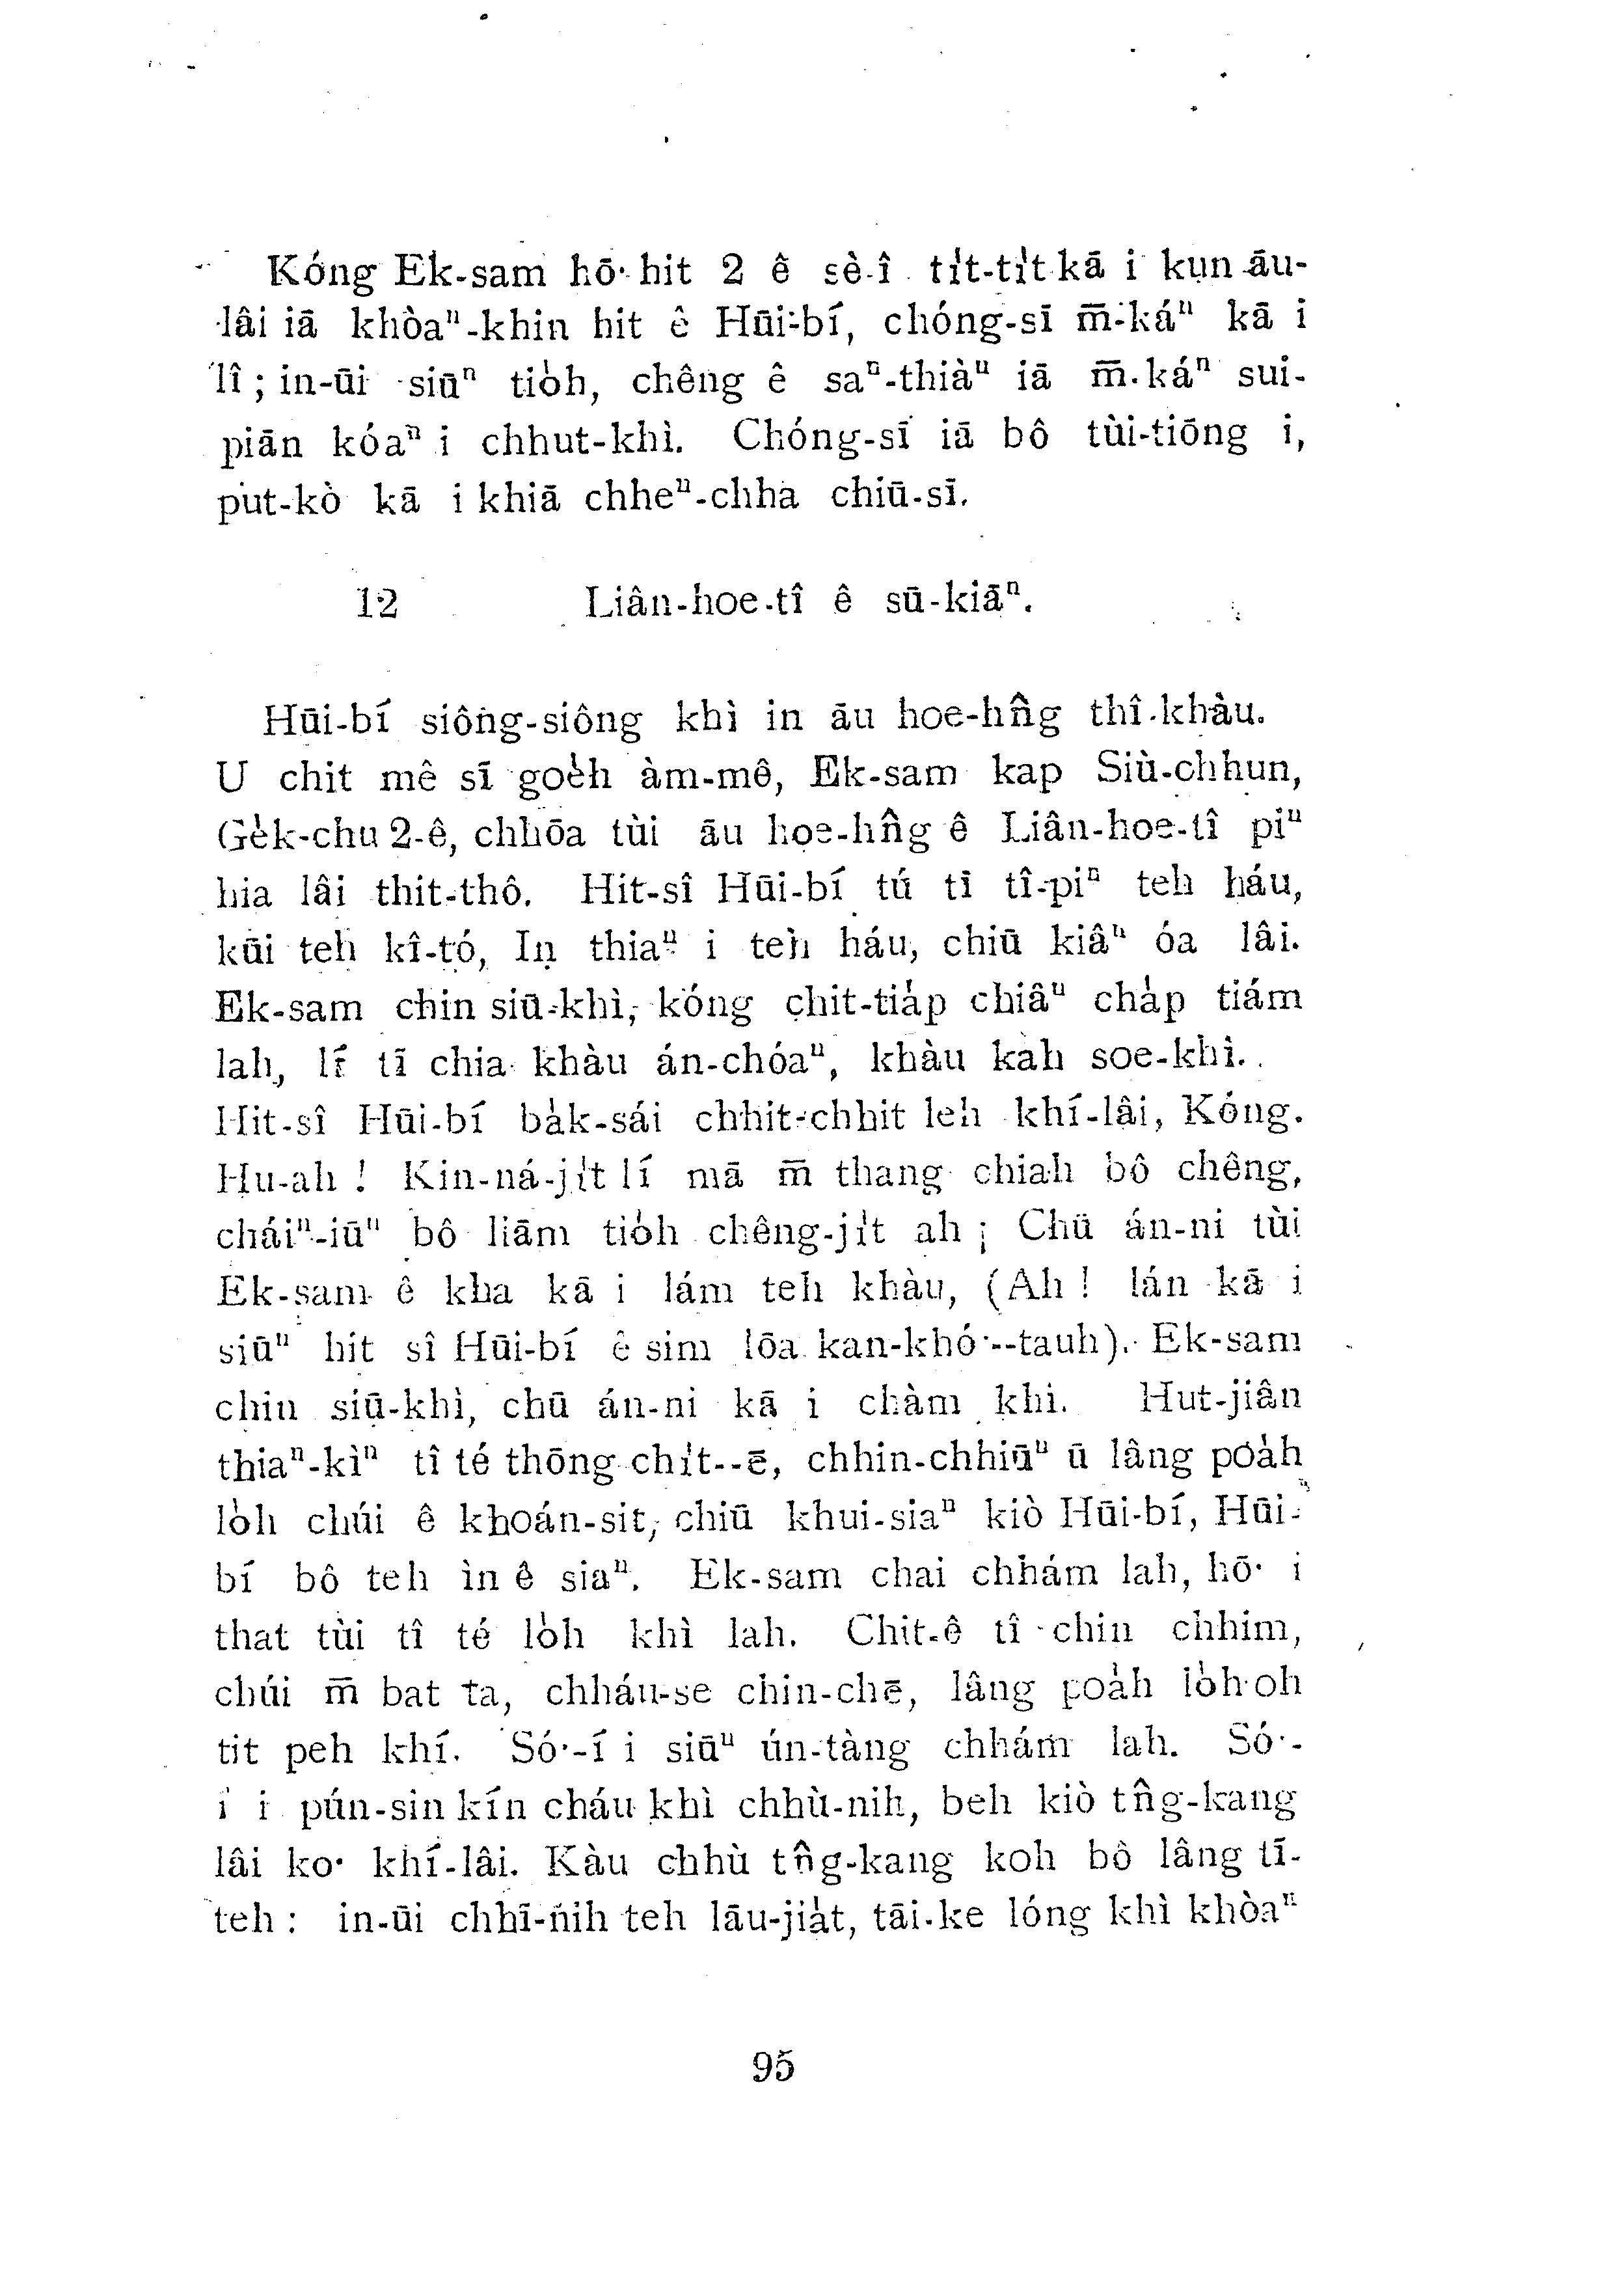 Kóng Ek-sam hō͘ hit 2 ê sè-î ti̍t-ti̍t kā i kun āu-
lâi iā khòaⁿ-khin hit ê Hūi-bí, chóng-sī m̄-káⁿ kā i
lî ; in-ūi siūⁿ tio̍h, chêng ê saⁿ-thiàⁿ iā m̄-káⁿ sui-
piān kóaⁿ i chhut-khì. Chóng-sī iā bô tùi-tiōng i,
put-kò kā i khiā chheⁿ-chha chiū-sī.
12 Liân-hoe-tî ê sū-kiāⁿ.
Hūi-bí siông-siông khì in āu hoe-hn̂g thî-khàu.
U chit mê sī goe̍h àm-mê, Ek-sam kap Siù-chhun,
Ge̍k-chu 2-ê, chhōa tùi āu hoe-hn̂g ê Liân-hoe-tî piⁿ
hia lâi thit-thô. Hit-sî Hūi-bí tú tī tî-piⁿ teh háu,
kūi teh kî-tó, In thiaⁿ i teh háu, chiū kiâⁿ óa lâi.
Ek-sam chin siū-khì, kóng chit-tia̍p chiâⁿ cha̍p tiám
lah, lí tī chia khàu án-chóaⁿ, khàu kah soe-khì.
Hit-sî Hūi-bí ba̍k-sái chhit-chhit leh khí-lâi, Kóng.
Hu-ah ! Kin-ná-ji̍t lí mā m̄ thang chiah bô chêng,
cháiⁿ-iūⁿ bô liām tio̍h chêng-ji̍t ah ; Chū án-ni tùi
Ek-sam ê kha kā i lám teh khàu, (Ah ! lán kā i
siūⁿ hit sî Hūi-bí ê sim lōa kan-khó͘--tauh). Ek-sam
chin siū-khì, chū án-ni kā i chàm khi. Hut-jiân
thiaⁿ-kìⁿ tî té thōng chi̍t--ē, chhin-chhiūⁿ ū lâng poa̍h
lo̍h chúi ê khoán-sit, chiū khui-siaⁿ kiò Hūi-bí, Hūi-
bí bô teh ìn ê siaⁿ. Ek-sam chai chhám lah, hō͘ i
that tùi tî té lo̍h khì lah. Chit-ê tî chin chhim,
chúi m̄ bat ta, chháu-se chin-chē, lâng poa̍h lo̍h oh
tit peh khí. Só͘-í i siūⁿ ún-tàng chhám lah. Só͘-
í i pún-sin kín cháu khì chhù-nih, beh kiò tn̂g-kang
lâi ko͘ khí-lâi. Kàu chhù tn̂g-kang koh bô lâng tī-
teh : in-ūi chhī-nih teh lāu-jia̍t, tāi-ke lóng khì khòaⁿ
95